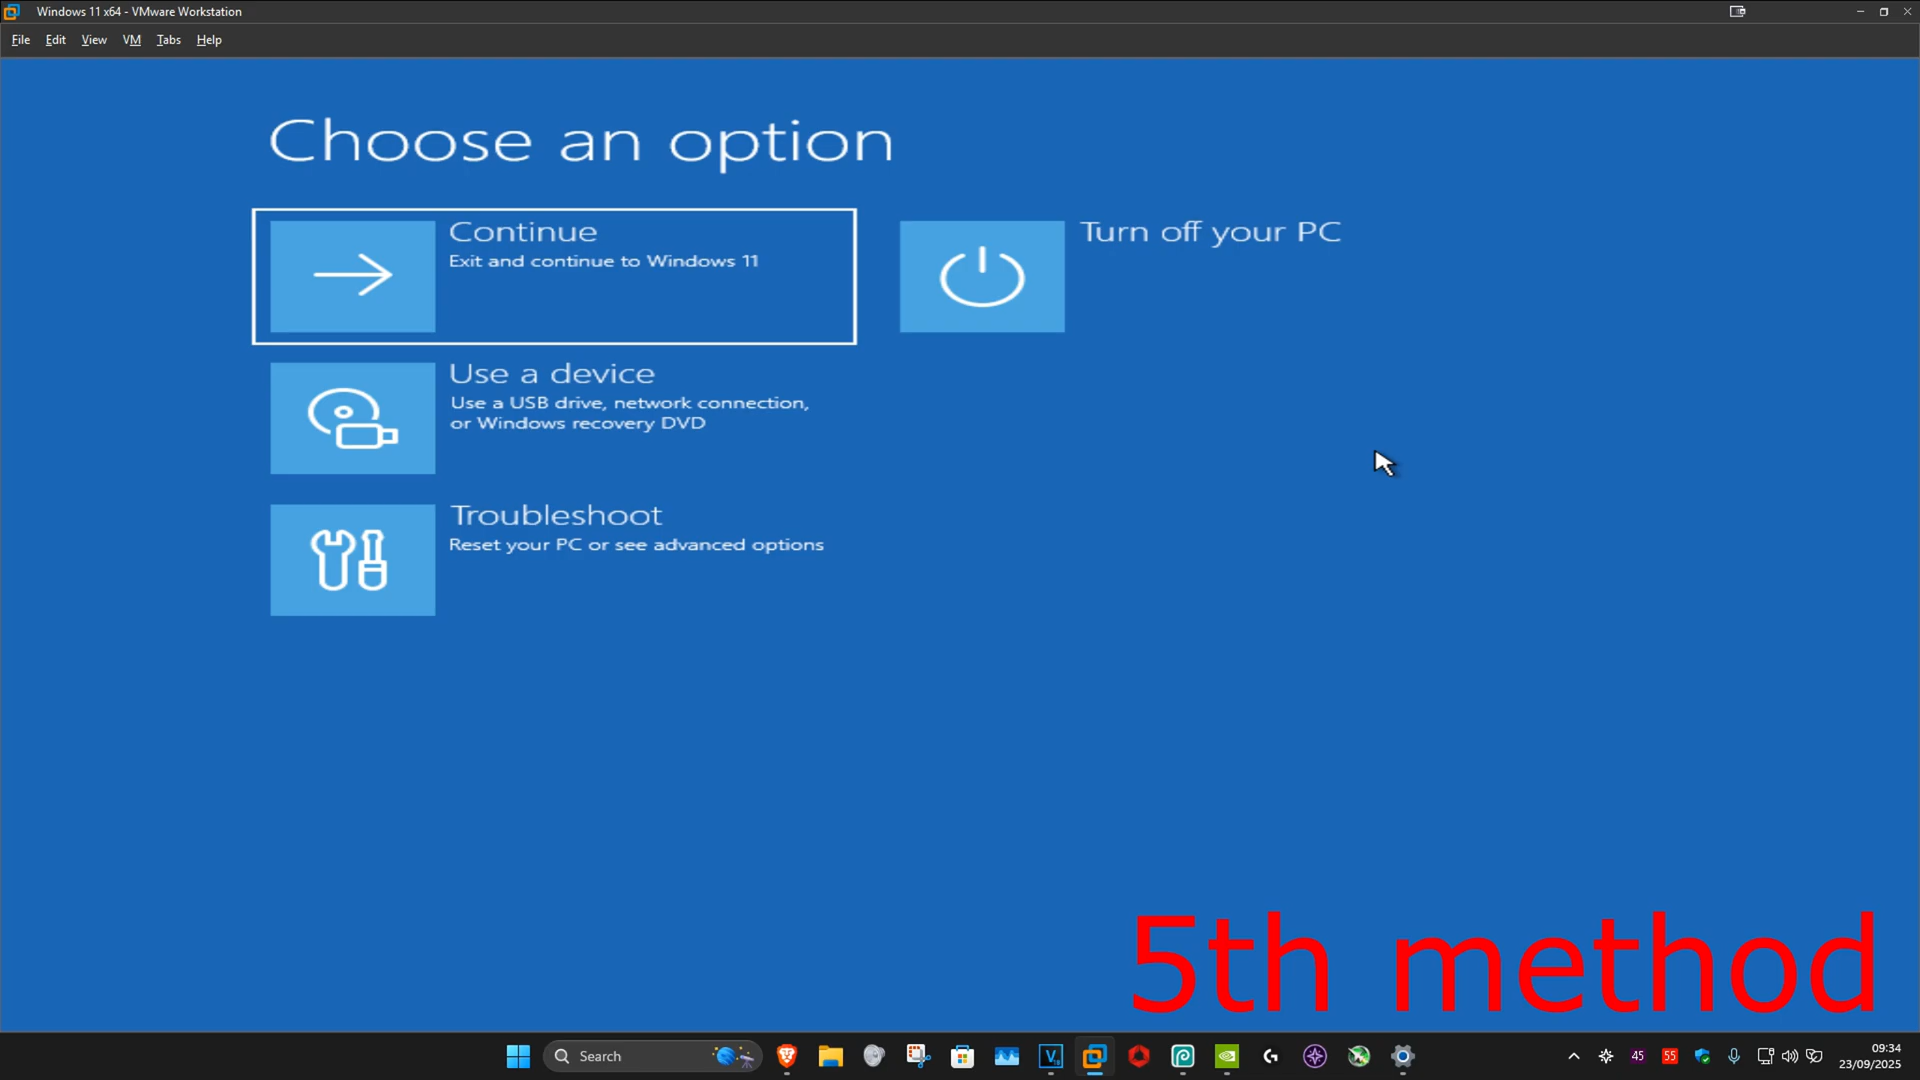 Windows 11 x64 - VMware Workstation
File Edit View VM Tabs Help
Choose an option
Continue
Exit and continue to Windows 11
Turn off your PC
Use a device
Use a USB drive, network connection,
or Windows recovery DVD
Troubleshoot
Reset your PC or see advanced options
5th method
Search
45
55
09:34
23/09/2025